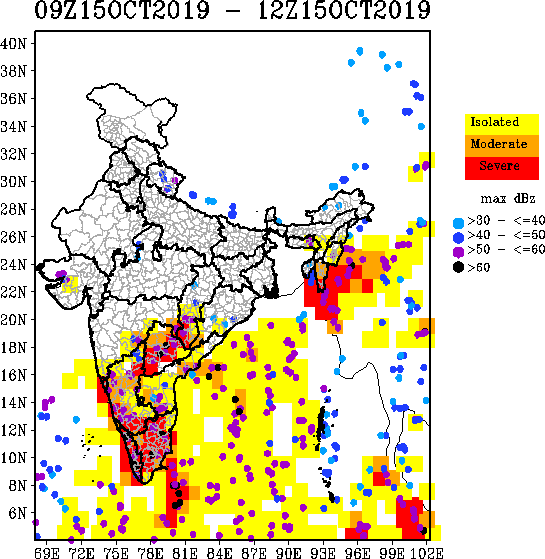 09Z15OCT2019 – 12Z15OCT2019
40N
38N
36N
34N
32N
30N
28N
26N
24N
22N
20N
18N
16N
14N
12N
10N
8N
6N
69E 72E 75E 78E 81E 84E 87E 90E 93E 96E 99E 102E
Isolated
Moderate
Severe
max dBz
>30 – <=40
>40 – <=50
>50 – <=60
>60